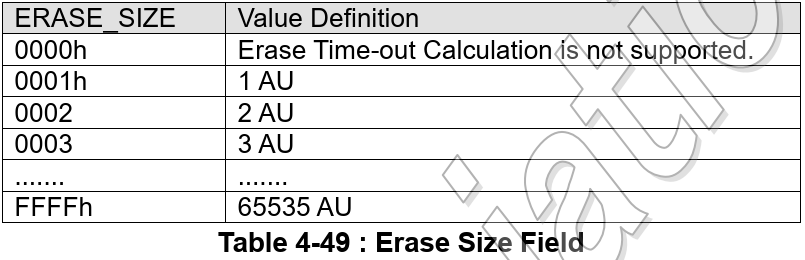 ERASE_SIZE Value Definition
0000h Erase Time-out Calculation is not supported.
0001h 1 AU
0002 2 AU
0003 3 AU
....... .......
FFFFh 65535 AU
Table 4-49 : Erase Size Field